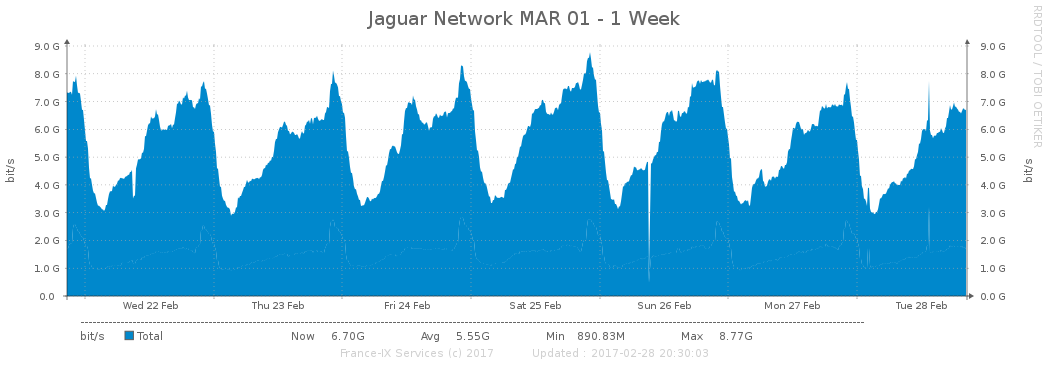 Jaguar Network MAR 01 - 1 Week
RRDTOOL / TOBI OETIKER
bit/s
9.0 G 9.0 G
8.0 G 8.0 G
7.0 G 7.0 G
6.0 G 6.0 G
5.0 G 5.0 G
4.0 G 4.0 G
3.0 G 3.0 G
2.0 G 2.0 G
1.0 G 1.0 G
0.0 0.0 G
bit/s
Wed 22 Feb Thu 23 Feb Fri 24 Feb Sat 25 Feb Sun 26 Feb Mon 27 Feb Tue 28 Feb
bit/s Total Now 6.70G Avg 5.55G Min 890.83M Max 8.77G
France-IX Services (c) 2017 Updated : 2017-02-28 20:30:03